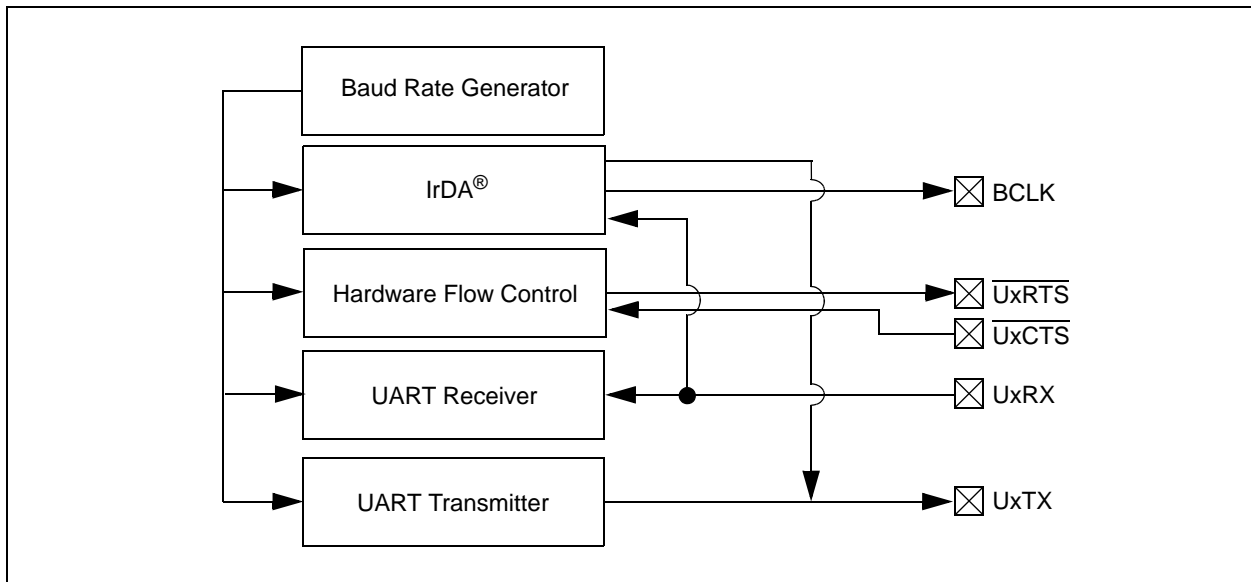 Baud Rate Generator
IrDA®
BCLK
Hardware Flow Control
UxRTS
UxCTS
UART Receiver
UxRX
UART Transmitter
UxTX